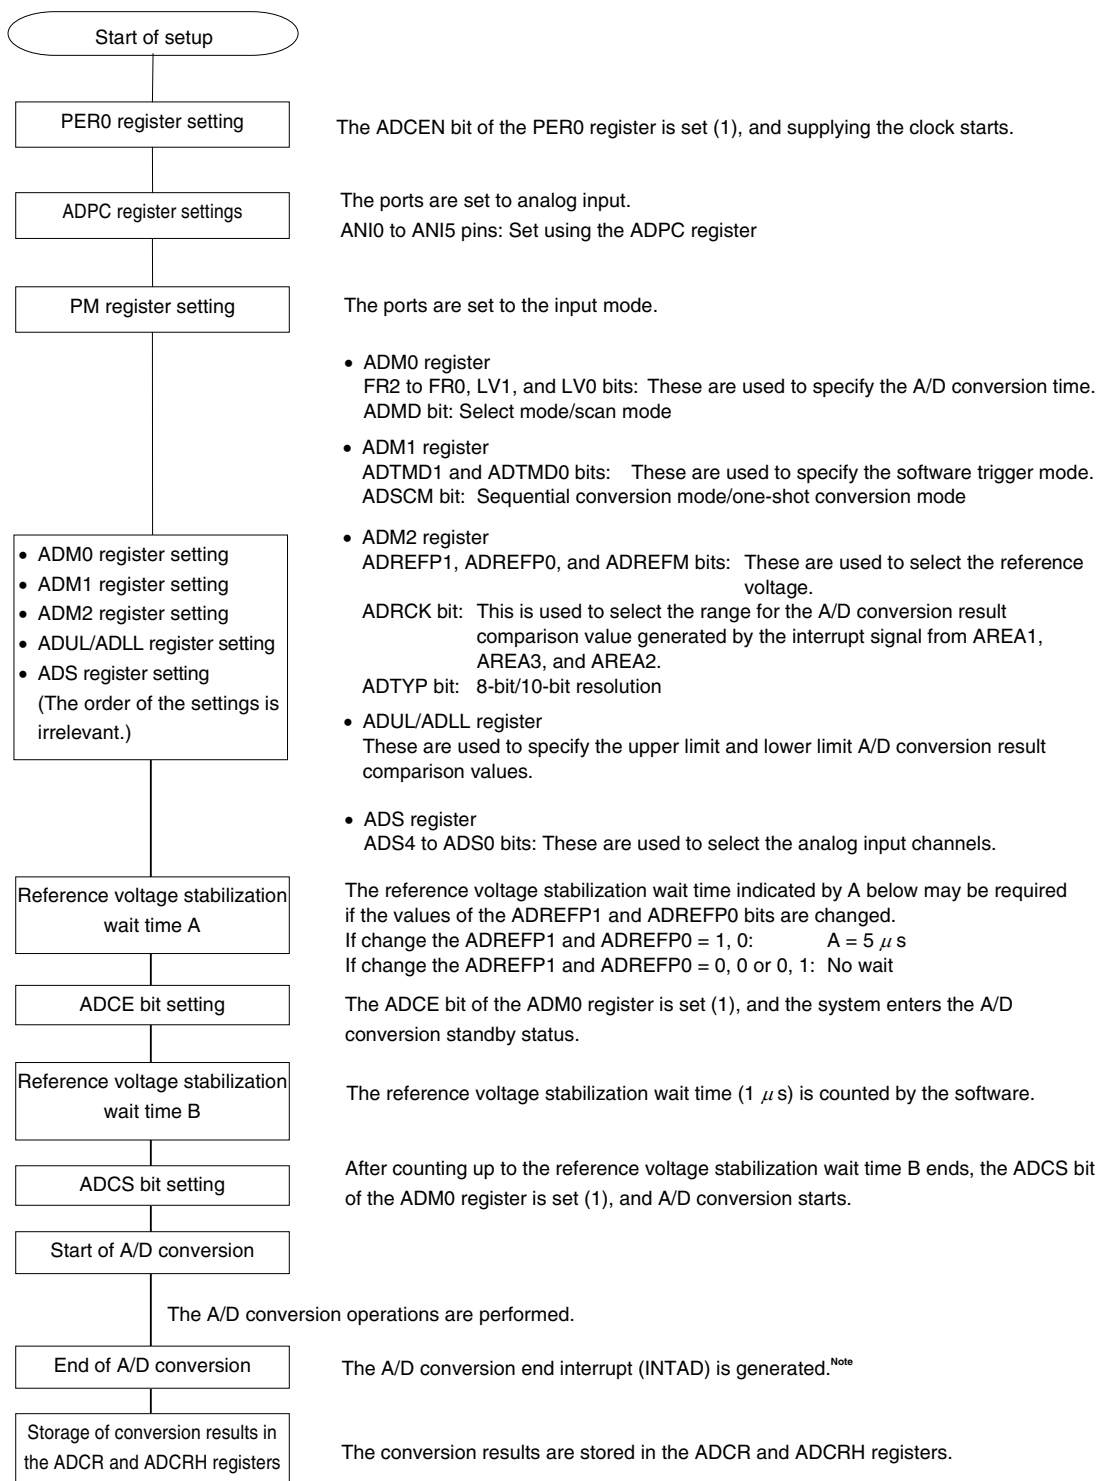 Start of setup
PER0 register setting
The ADCEN bit of the PER0 register is set (1), and supplying the clock starts.
ADPC register settings
The ports are set to analog input.
ANI0 to ANI5 pins: Set using the ADPC register
PM register setting
The ports are set to the input mode.
• ADM0 register
FR2 to FR0, LV1, and LV0 bits: These are used to specify the A/D conversion time.
ADMD bit: Select mode/scan mode
• ADM1 register
ADTMD1 and ADTMD0 bits: These are used to specify the software trigger mode.
ADSCM bit: Sequential conversion mode/one-shot conversion mode
• ADM0 register setting
• ADM1 register setting
• ADM2 register setting
• ADUL/ADLL register setting
• ADS register setting
(The order of the settings is
irrelevant.)
• ADM2 register
ADREFP1, ADREFP0, and ADREFM bits: These are used to select the reference
voltage.
ADRCK bit: This is used to select the range for the A/D conversion result
comparison value generated by the interrupt signal from AREA1,
AREA3, and AREA2.
ADTYP bit: 8-bit/10-bit resolution
• ADUL/ADLL register
These are used to specify the upper limit and lower limit A/D conversion result
comparison values.
• ADS register
ADS4 to ADS0 bits: These are used to select the analog input channels.
Reference voltage stabilization
wait time A
The reference voltage stabilization wait time indicated by A below may be required
if the values of the ADREFP1 and ADREFP0 bits are changed.
If change the ADREFP1 and ADREFP0 = 1, 0: A = 5 μ s
If change the ADREFP1 and ADREFP0 = 0, 0 or 0, 1: No wait
ADCE bit setting
The ADCE bit of the ADM0 register is set (1), and the system enters the A/D
conversion standby status.
Reference voltage stabilization
wait time B
The reference voltage stabilization wait time (1 μ s) is counted by the software.
ADCS bit setting
After counting up to the reference voltage stabilization wait time B ends, the ADCS bit
of the ADM0 register is set (1), and A/D conversion starts.
Start of A/D conversion
The A/D conversion operations are performed.
End of A/D conversion
The A/D conversion end interrupt (INTAD) is generated.Note
Storage of conversion results in
the ADCR and ADCRH registers
The conversion results are stored in the ADCR and ADCRH registers.